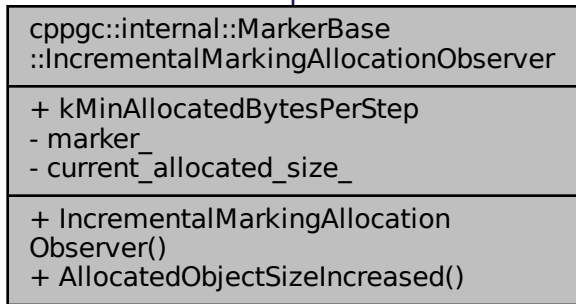 cppgc::internal::MarkerBase
::IncrementalMarkingAllocationObserver
+ kMinAllocatedBytesPerStep
- marker_
- current_allocated_size_
+ IncrementalMarkingAllocation
Observer()
+ AllocatedObjectSizeIncreased()